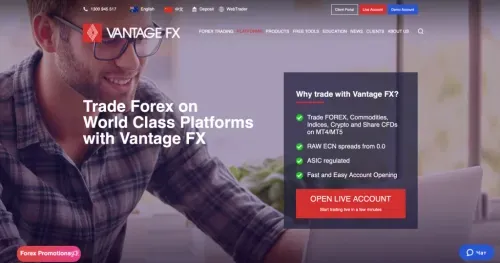 1300 945 517
English
中文
Deposit
WebTrader
Client Portal
Live Account
Demo Account
VANTAGE FX
FOREX TRADING
PLATFORMS
PRODUCTS
FREE TOOLS
EDUCATION
NEWS
CLIENTS
ABOUT US
Trade Forex on
World Class Platforms
with Vantage FX
Why trade with Vantage FX?
Trade FOREX, Commodities,
Indices, Crypto and Share CFDs
on MT4/MT5
RAW ECN spreads from 0.0
ASIC regulated
Fast and Easy Account Opening
OPEN LIVE ACCOUNT
Start trading live in a few minutes
Forex Promotions
Чат